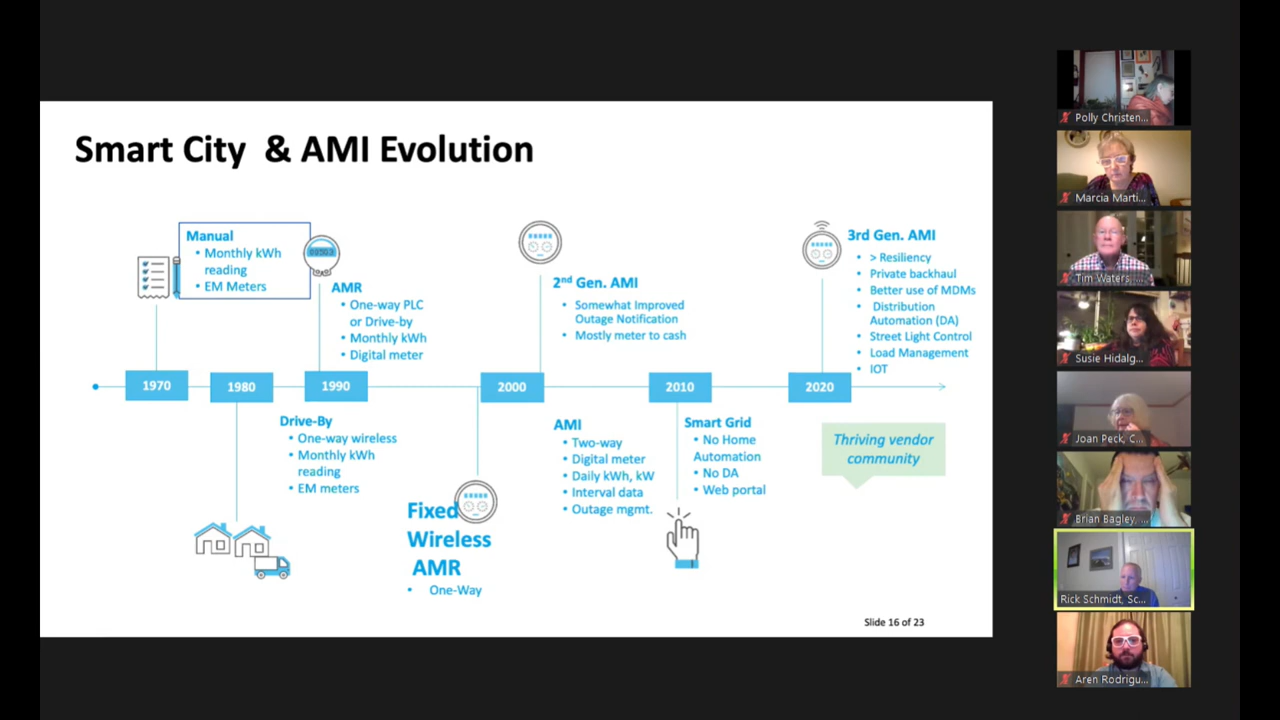 Smart City & AMI Evolution
Manual
• Monthly kWh
reading
• EM Meters
AMR
• One-way PLC
or Drive-by
• Monthly kWh
• Digital meter
2nd Gen. AMI
• Somewhat Improved
Outage Notification
• Mostly meter to cash
3rd Gen. AMI
• > Resiliency
• Private backhaul
• Better use of MDMs
• Distribution
Automation (DA)
• Street Light Control
• Load Management
• IOT
1970
1980
1990
2000
2010
2020
Drive-By
• One-way wireless
• Monthly kWh
reading
• EM meters
Fixed
Wireless
AMR
• One-Way
AMI
• Two-way
• Digital meter
• Daily kWh, kW
• Interval data
• Outage mgmt.
Smart Grid
• No Home
Automation
• No DA
• Web portal
Thriving vendor
community
Slide 16 of 23
Polly Christen...
Marcia Marti...
Tim Waters...
Susie Hidalg...
Joan Peck, C...
Brian Bagley, ...
Rick Schmidt, Sc...
Aren Rodrigu...